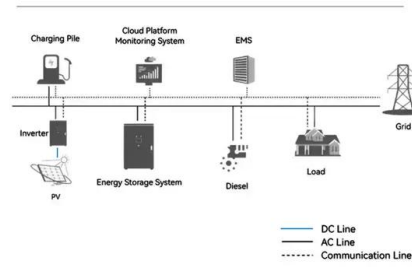 Charging Pile
Cloud Platform
Monitoring System
EMS
Grid
Inverter
PV
Energy Storage System
Diesel
Load
DC Line
AC Line
Communication Line